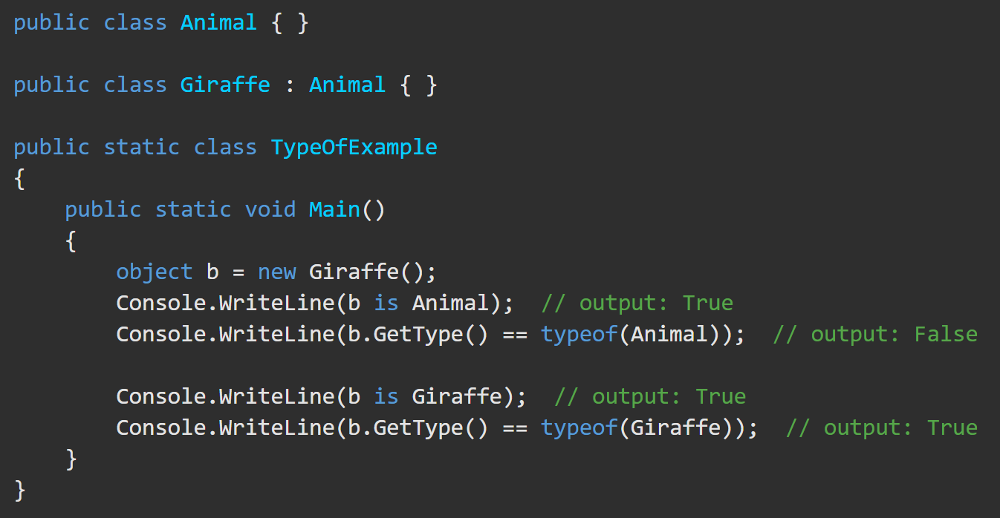 public class Animal { }
public class Giraffe : Animal { }
public static class TypeOfExample
{
    public static void Main()
    {
        object b = new Giraffe();
        Console.WriteLine(b is Animal);  // output: True
        Console.WriteLine(b.GetType() == typeof(Animal));  // output: False
        Console.WriteLine(b is Giraffe);  // output: True
        Console.WriteLine(b.GetType() == typeof(Giraffe));  // output: True
    }
}